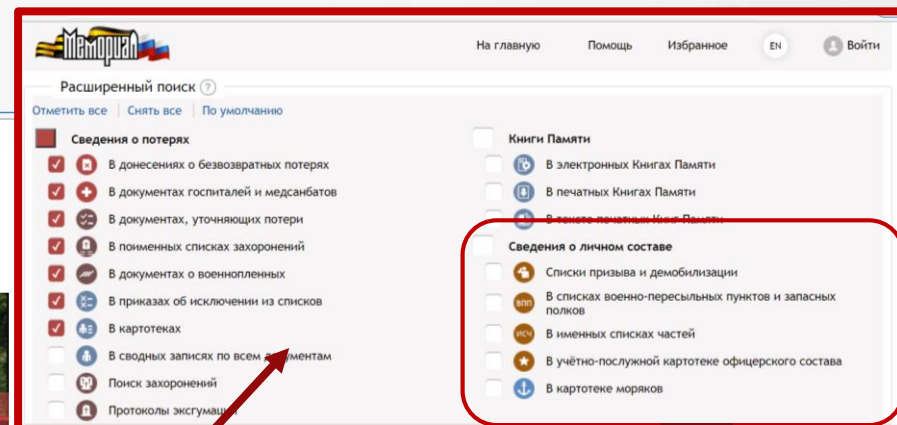 Мемориал
На главную
Помощь
Избранное
EN
Войти
Расширенный поиск ?
Отметить все | Снять все | По умолчанию
Сведения о потерях
В донесениях о безвозвратных потерях
В документах госпиталей и медсанбатов
В документах, уточняющих потери
В поименных списках захоронений
В документах о военнопленных
В приказах об исключении из списков
В картотеках
В сводных записях по всем документам
Поиск захоронений
Протоколы эксгумации
Книги Памяти
В электронных Книгах Памяти
В печатных Книгах Памяти
В тексте печатных Книг Памяти
Сведения о личном составе
Списки призыва и демобилизации
ВПП
В списках военно-пересыльных пунктов и запасных
полков
ИСЧ
В именных списках частей
В учётно-послужной картотеке офицерского состава
В картотеке моряков